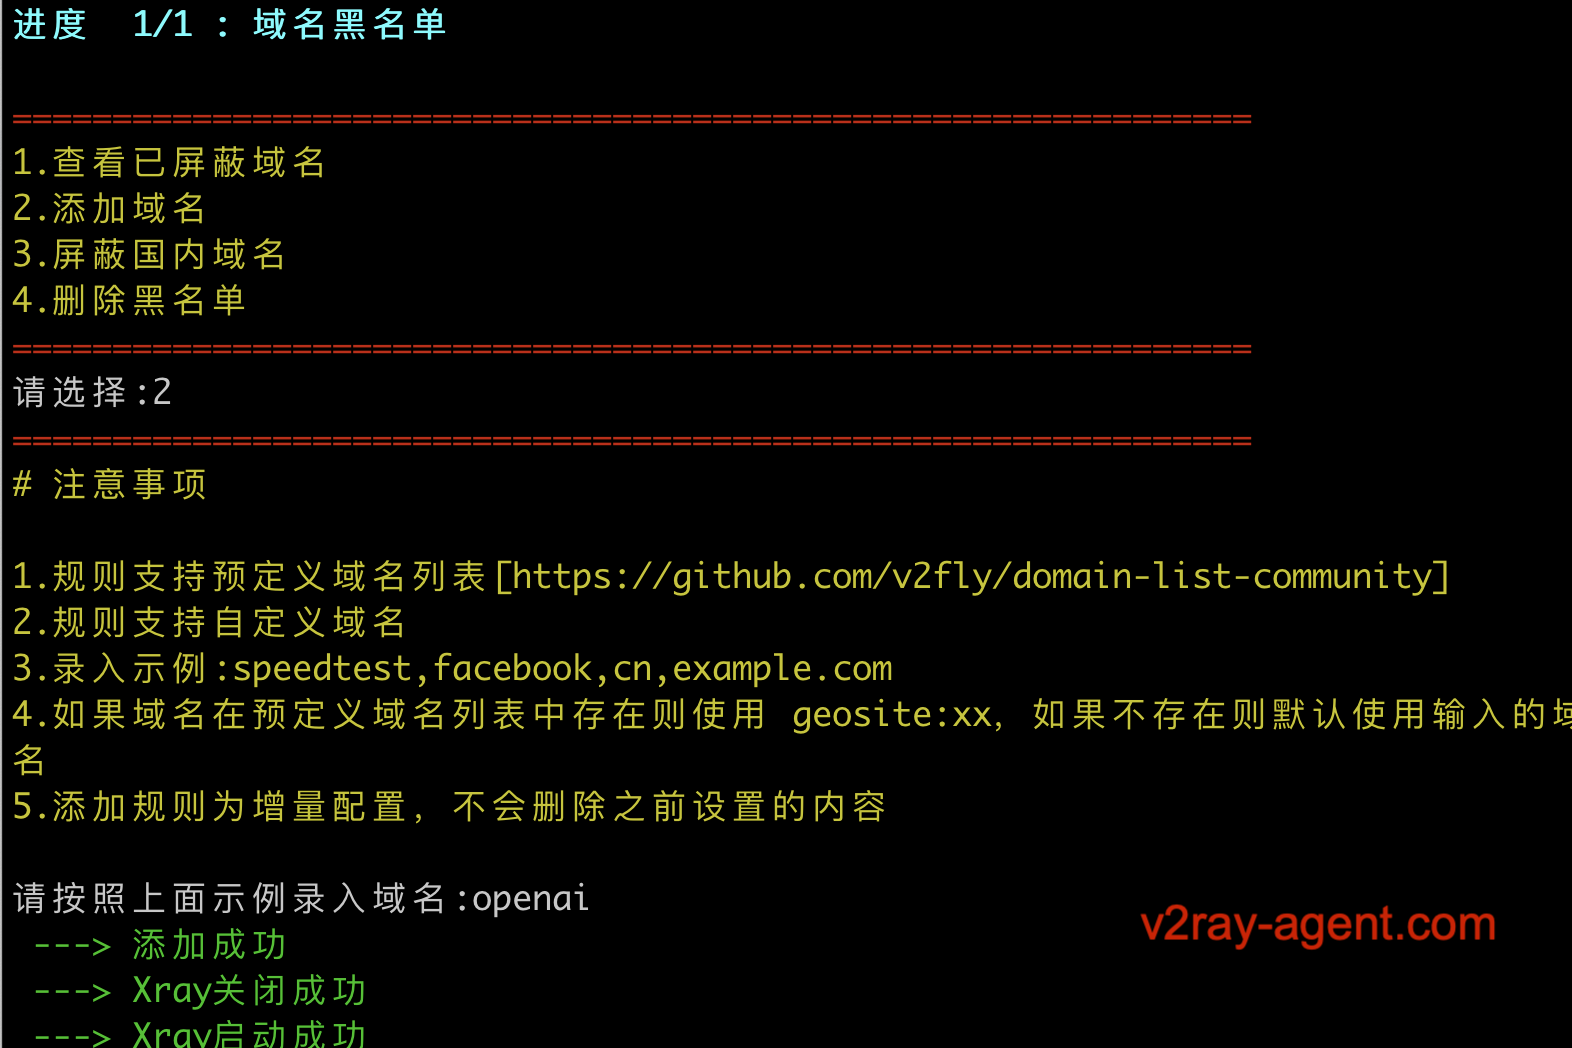 进度  1/1 : 域名黑名单
==============================================================
1.查看已屏蔽域名
2.添加域名
3.屏蔽国内域名
4.删除黑名单
==============================================================
请选择:2
==============================================================
# 注意事项
1.规则支持预定义域名列表[https://github.com/v2fly/domain-list-community]
2.规则支持自定义域名
3.录入示例:speedtest,facebook,cn,example.com
4.如果域名在预定义域名列表中存在则使用 geosite:xx，如果不存在则默认使用输入的域
名
5.添加规则为增量配置，不会删除之前设置的内容
请按照上面示例录入域名:openai
v2ray-agent.com
 ---> 添加成功
 ---> Xray关闭成功
 ---> Xray启动成功